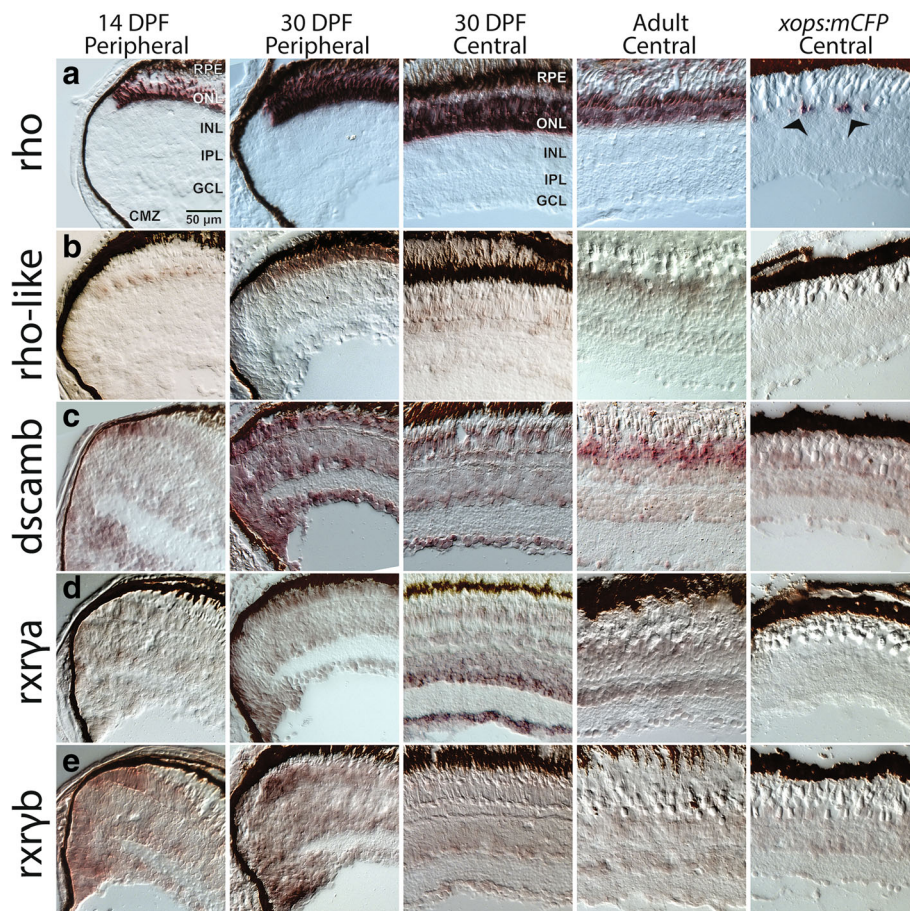 14 DPF Peripheral
30 DPF Peripheral
30 DPF Central
Adult Central
xops:mCFP Central
rho
a
RPE
ONL
INL
IPL
GCL
CMZ
50 µm
RPE
ONL
INL
IPL
GCL
rho-like
b
dscamb
c
rxrγa
d
rxrγb
e